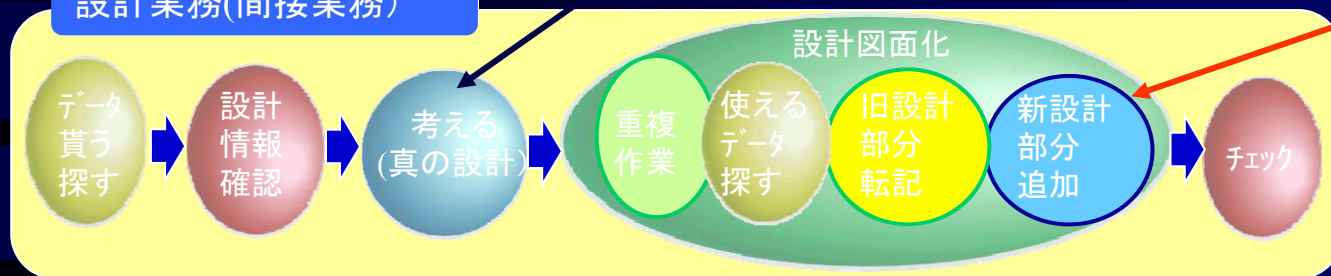 設計業務(間接業務)
設計図面化
データ
貰う
探す
設計
情報
確認
考える
(真の設計)
重複
作業
使える
データ
探す
旧設計
部分
転記
新設計
部分
追加
チェック